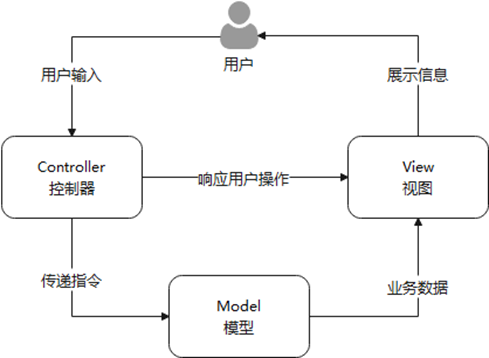 用户
用户输入
展示信息
Controller
控制器
响应用户操作
View
视图
传递指令
业务数据
Model
模型